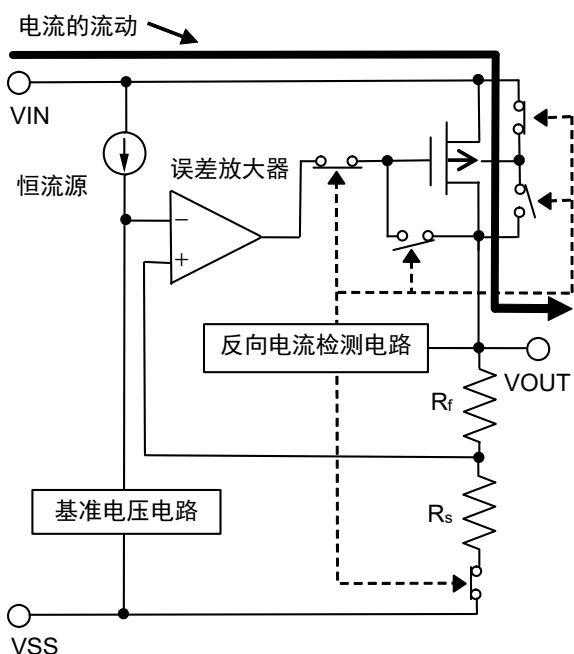 电流的流动
VIN
恒流源
误差放大器
−
+
反向电流检测电路
VOUT
Rf
基准电压电路
Rs
VSS